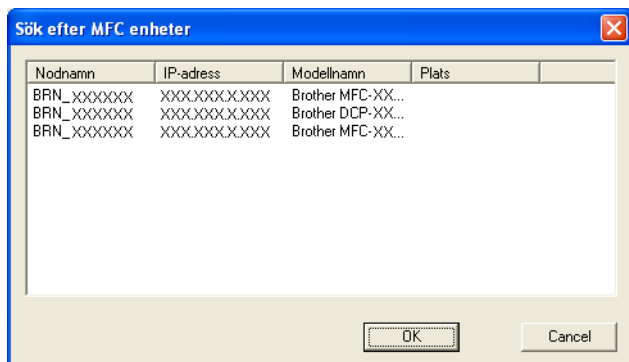 Sök efter MFC enheter
Nodnamn IP-adress Modellnamn Plats
BRN_XXXXXX XXX.XXX.X.XXX Brother MFC-XX...
BRN_XXXXXX XXX.XXX.X.XXX Brother DCP-XX...
BRN_XXXXXX XXX.XXX.X.XXX Brother MFC-XX...
OK Cancel